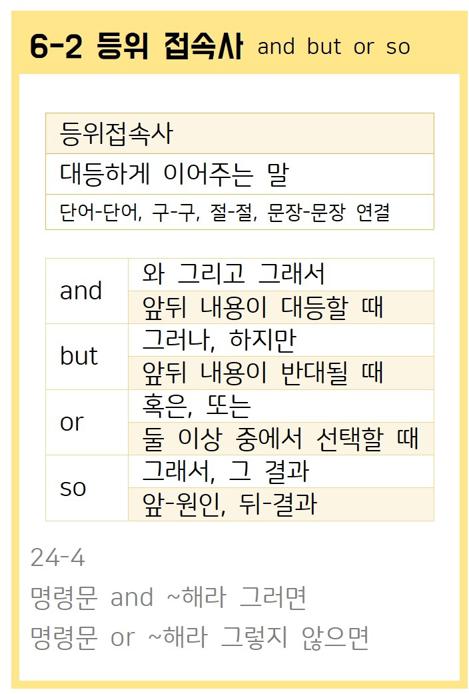 6-2 등위 접속사 and but or so
등위접속사
대등하게 이어주는 말
단어-단어, 구-구, 절-절, 문장-문장 연결
and
와 그리고 그래서
앞뒤 내용이 대등할 때
but
그러나, 하지만
앞뒤 내용이 반대될 때
or
혹은, 또는
둘 이상 중에서 선택할 때
so
그래서, 그 결과
앞-원인, 뒤-결과
24-4
명령문 and ~해라 그러면
명령문 or ~해라 그렇지 않으면